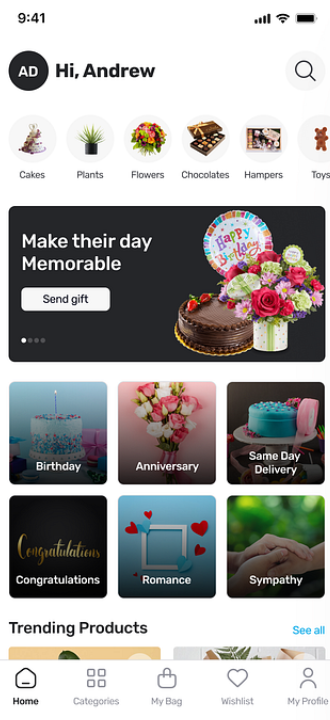 9:41
AD Hi, Andrew
Cakes Plants Flowers Chocolates Hampers Toys
Make their day
Memorable
Happy
Birthday
Send gift
Birthday Anniversary Same Day
Delivery
Congratulations
Congratulations Romance Sympathy
Trending Products See all
Home Categories My Bag Wishlist My Profile